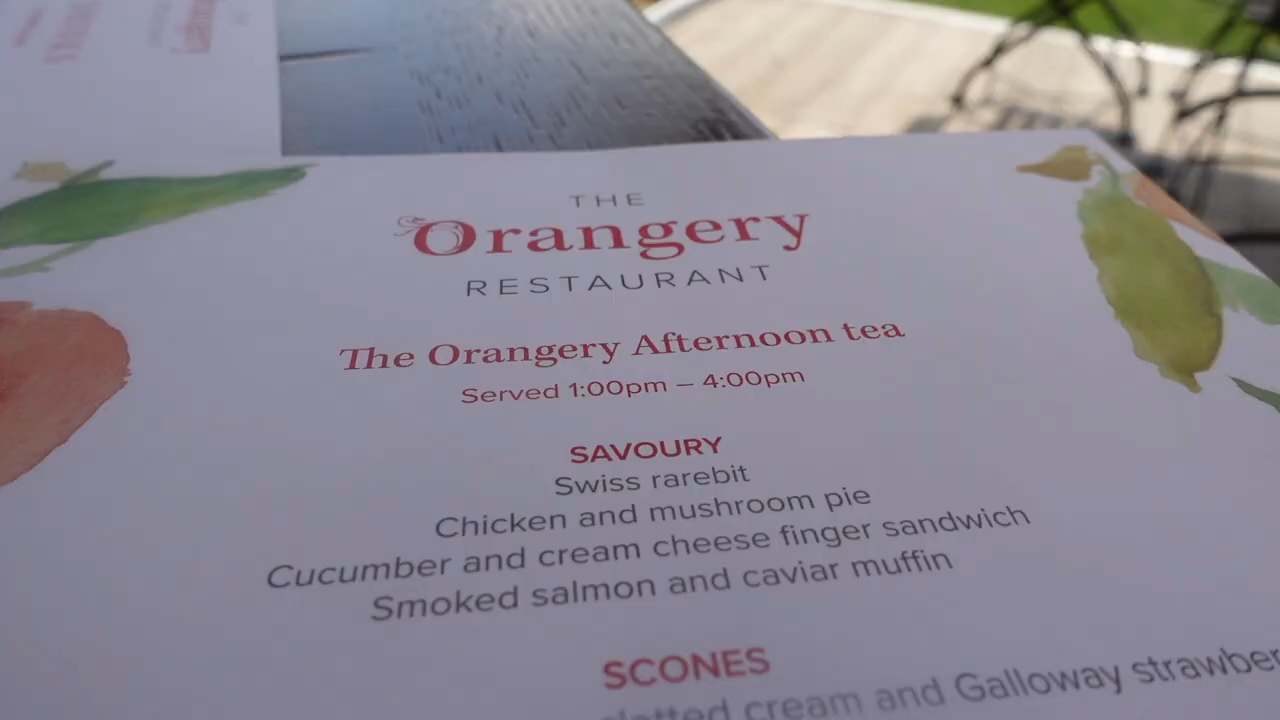 THE
Orangery
RESTAURANT
The Orangery Afternoon tea
Served 1:00pm – 4:00pm
SAVOURY
Swiss rarebit
Chicken and mushroom pie
Cucumber and cream cheese finger sandwich
Smoked salmon and caviar muffin
SCONES
cream and Galloway